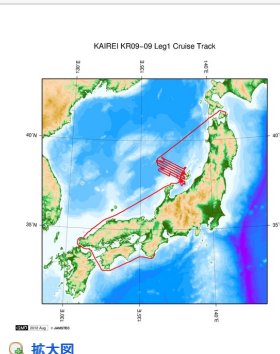 KAIREI KR09-09 Leg1 Cruise Track
130˚E 135˚E 140˚E
40˚N 40˚
35˚N 35˚
130˚E 135˚E 140˚E
GMT 2010 Aug © JAMSTEC
拡大図